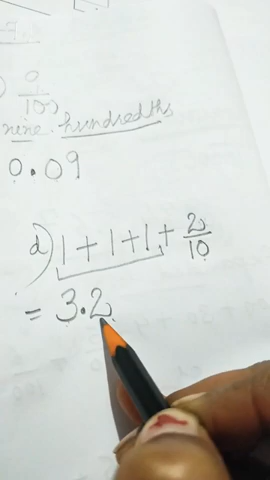 9
100
nine hundredths
0.09
d) 1 + 1 + 1 + 2/10
= 3.2